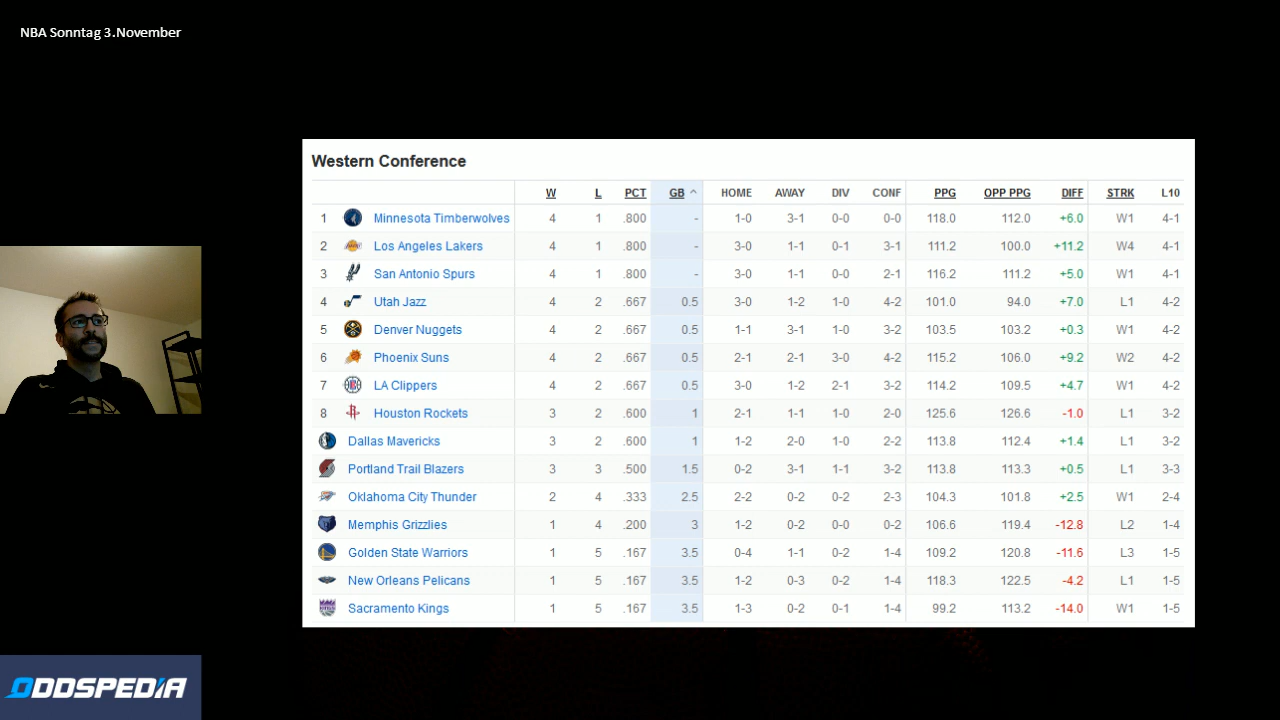 NBA Sonntag 3.November
Western Conference
W L PCT GB HOME AWAY DIV CONF PPG OPP PPG DIFF STRK L10
1 Minnesota Timberwolves 4 1 .800 - 1-0 3-1 0-0 0-0 118.0 112.0 +6.0 W1 4-1
2 Los Angeles Lakers 4 1 .800 - 3-0 1-1 0-1 3-1 111.2 100.0 +11.2 W4 4-1
3 San Antonio Spurs 4 1 .800 - 3-0 1-1 0-0 2-1 116.2 111.2 +5.0 W1 4-1
4 Utah Jazz 4 2 .667 0.5 3-0 1-2 1-0 4-2 101.0 94.0 +7.0 L1 4-2
5 Denver Nuggets 4 2 .667 0.5 1-1 3-1 1-0 3-2 103.5 103.2 +0.3 W1 4-2
6 Phoenix Suns 4 2 .667 0.5 2-1 2-1 3-0 4-2 115.2 106.0 +9.2 W2 4-2
7 LA Clippers 4 2 .667 0.5 3-0 1-2 2-1 3-2 114.2 109.5 +4.7 W1 4-2
8 Houston Rockets 3 2 .600 1 2-1 1-1 1-0 2-0 125.6 126.6 -1.0 L1 3-2
Dallas Mavericks 3 2 .600 1 1-2 2-0 1-0 2-2 113.8 112.4 +1.4 L1 3-2
Portland Trail Blazers 3 3 .500 1.5 0-2 3-1 1-1 3-2 113.8 113.3 +0.5 L1 3-3
Oklahoma City Thunder 2 4 .333 2.5 2-2 0-2 0-2 2-3 104.3 101.8 +2.5 W1 2-4
Memphis Grizzlies 1 4 .200 3 1-2 0-2 0-0 0-2 106.6 119.4 -12.8 L2 1-4
Golden State Warriors 1 5 .167 3.5 0-4 1-1 0-2 1-4 109.2 120.8 -11.6 L3 1-5
New Orleans Pelicans 1 5 .167 3.5 1-2 0-3 0-2 1-4 118.3 122.5 -4.2 L1 1-5
Sacramento Kings 1 5 .167 3.5 1-3 0-2 0-1 1-4 99.2 113.2 -14.0 W1 1-5
ODDSPEDIA